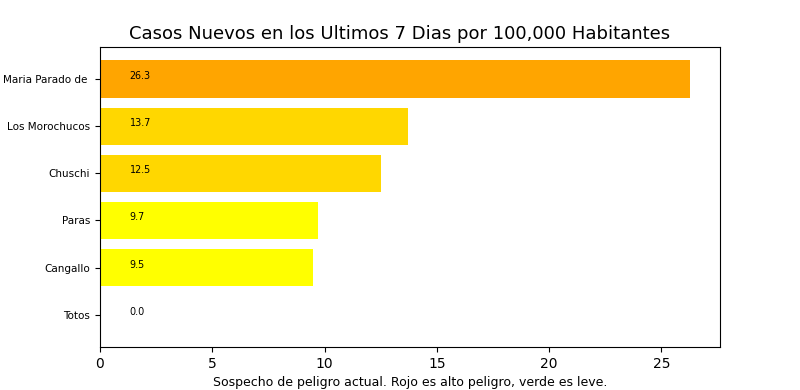 Casos Nuevos en los Ultimos 7 Dias por 100,000 Habitantes
Maria Parado de 26.3
Los Morochucos 13.7
Chuschi 12.5
Paras 9.7
Cangallo 9.5
Totos 0.0
0 5 10 15 20 25
Sospecho de peligro actual. Rojo es alto peligro, verde es leve.